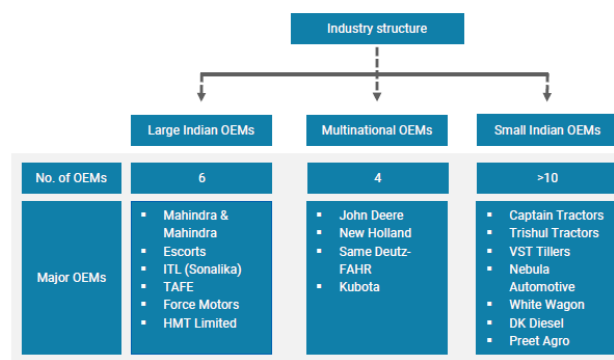 Industry structure
Large Indian OEMs
Multinational OEMs
Small Indian OEMs
No. of OEMs
6
4
>10
Major OEMs
▪ Mahindra &
Mahindra
▪ Escorts
▪ ITL (Sonalika)
▪ TAFE
▪ Force Motors
▪ HMT Limited
▪ John Deere
▪ New Holland
▪ Same Deutz-
FAHR
▪ Kubota
▪ Captain Tractors
▪ Trishul Tractors
▪ VST Tillers
▪ Nebula
Automotive
▪ White Wagon
▪ DK Diesel
▪ Preet Agro